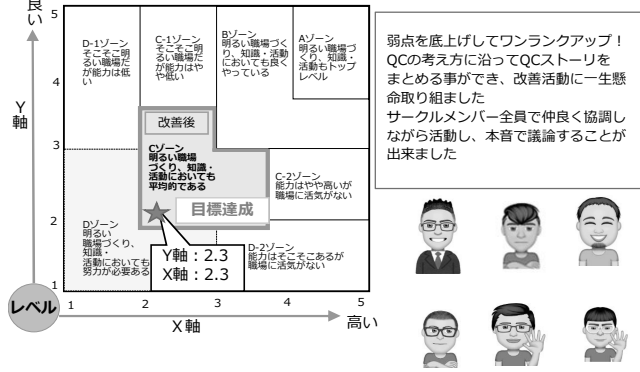 良い
Y軸
5
4
3
2
1
D-1ゾーン
そこそこ明
るい職場だ
が能力は低
い
C-1ゾーン
そこそこ明
るい職場だ
が能力はや
や低い
Bゾーン
明るい職場づく
り、知識・活動
においても良く
やっている
Aゾーン
明るい職場づ
くり、知識・
活動もトップ
レベル
改善後
Cゾーン
明るい職場
づくり、知識・
活動においても
平均的である
目標達成
C-2ゾーン
能力はやや高いが
職場に活気がない
Dゾーン
明るい
職場づくり、
知識・
活動においても
努力が必要ある
Y軸：2.3
X軸：2.3
D-2ゾーン
能力はそこそこあるが
職場に活気がない
レベル
1 2 3 4 5
X軸
高い
弱点を底上げしてワンランクアップ！
QCの考え方に沿ってQCストーリを
まとめる事ができ、改善活動に一生懸
命取り組ました
サークルメンバー全員で仲良く協調し
ながら活動し、本音で議論することが
出来ました